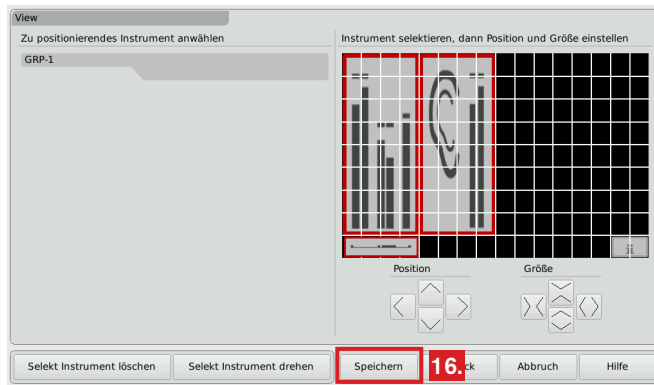 View
Zu positionierendes Instrument anwählen
Instrument selektieren, dann Position und Größe einstellen
GRP-1
Position
Größe
Selekt Instrument löschen
Selekt Instrument drehen
Speichern
16.
ck
Abbruch
Hilfe